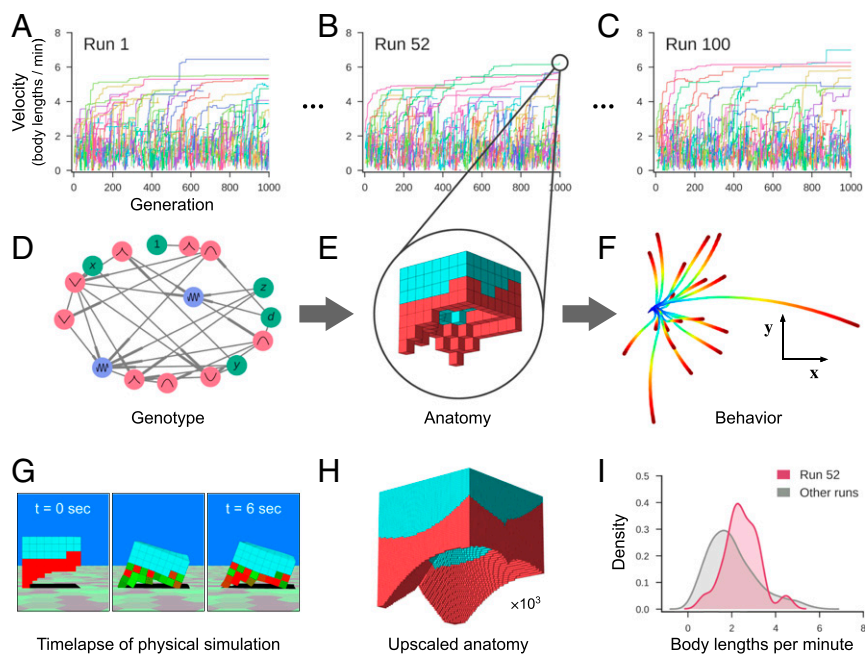 A
B
C
Run 1
Run 52
Run 100
Velocity
(body lengths / min)
8
6
4
2
0
0 200 400 600 800 1000
8
6
4
2
0
0 200 400 600 800 1000
8
6
4
2
0
0 200 400 600 800 1000
...
...
Generation
D
E
F
1
x
z
d
y
y
x
Genotype
Anatomy
Behavior
G
H
I
t = 0 sec
t = 6 sec
×10³
Run 52
Other runs
Density
0.5
0.4
0.3
0.2
0.1
0.0
0 2 4 6 8
Timelapse of physical simulation
Upscaled anatomy
Body lengths per minute